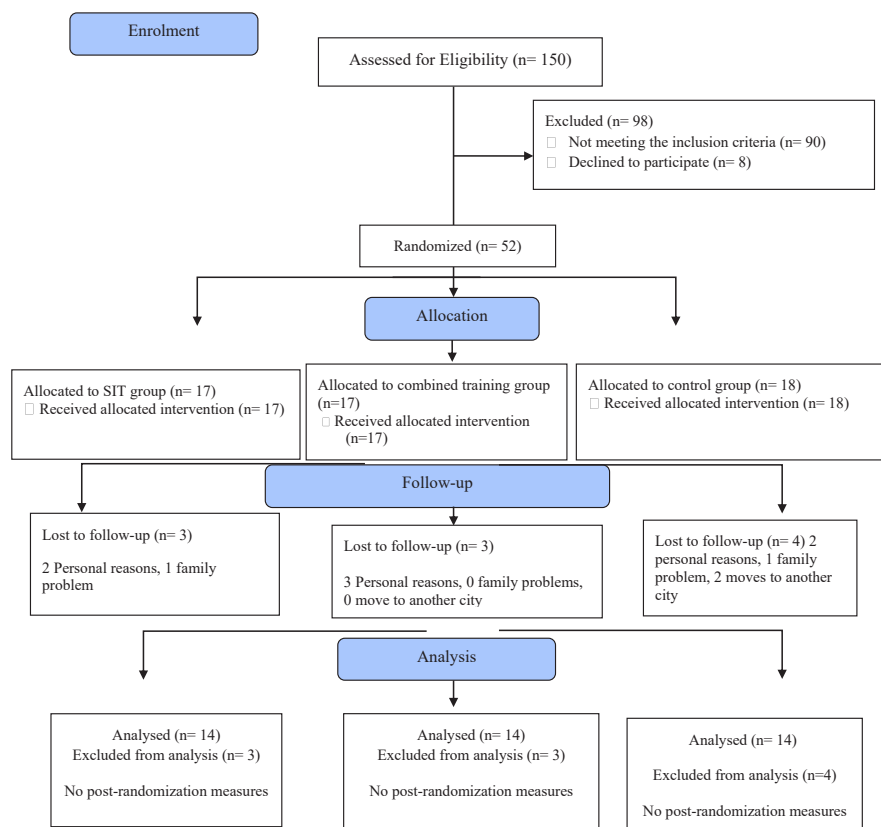 Enrolment
Assessed for Eligibility (n= 150)
Excluded (n= 98)
Not meeting the inclusion criteria (n= 90)
Declined to participate (n= 8)
Randomized (n= 52)
Allocation
Allocated to SIT group (n= 17)
Received allocated intervention (n= 17)
Allocated to combined training group
(n=17)
Received allocated intervention
(n=17)
Allocated to control group (n= 18)
Received allocated intervention (n= 18)
Follow-up
Lost to follow-up (n= 3)
2 Personal reasons, 1 family
problem
Lost to follow-up (n= 3)
3 Personal reasons, 0 family problems,
0 move to another city
Lost to follow-up (n= 4) 2
personal reasons, 1 family
problem, 2 moves to another
city
Analysis
Analysed (n= 14)
Excluded from analysis (n= 3)
No post-randomization measures
Analysed (n= 14)
Excluded from analysis (n= 3)
No post-randomization measures
Analysed (n= 14)
Excluded from analysis (n=4)
No post-randomization measures